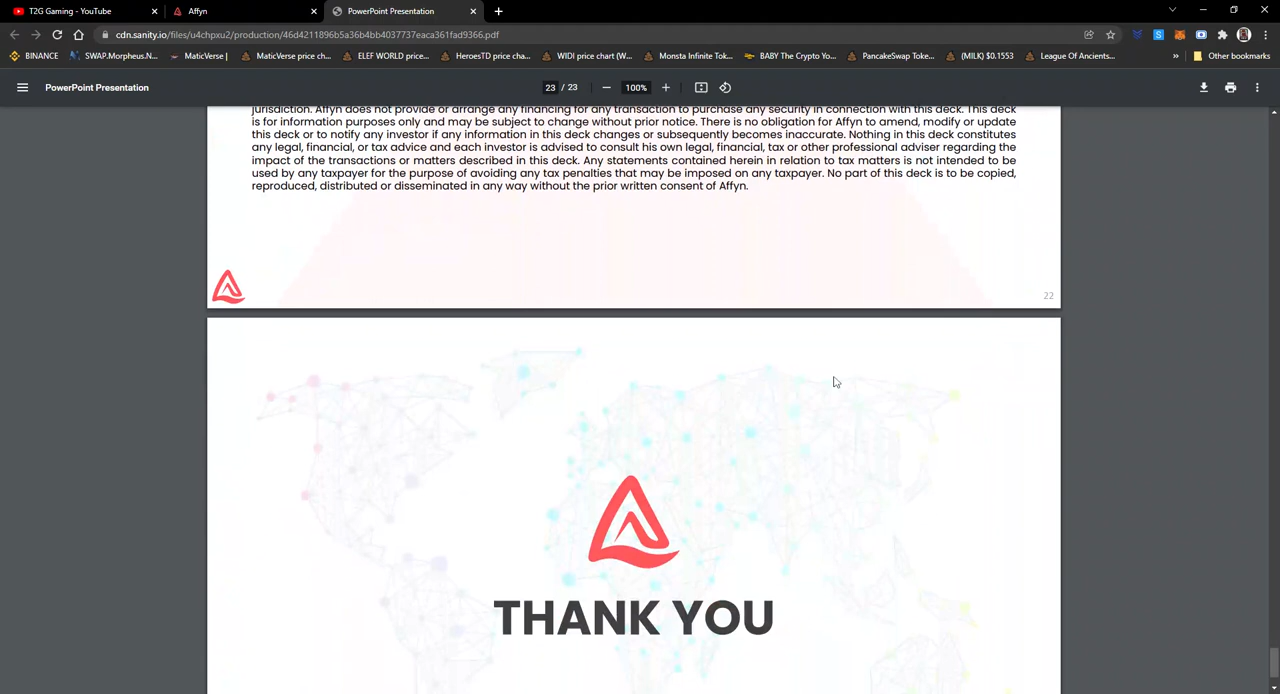 T2G Gaming - YouTube
Affyn
PowerPoint Presentation
cdn.sanity.io/files/u4chpxu2/production/46d4211896b5a36b4bb4037737eaca361fad9366.pdf
BINANCE
SWAP.Morpheus.N...
MaticVerse |
MaticVerse price ch...
ELEF WORLD price...
HeroesTD price cha...
WIDI price chart (W...
Monsta Infinite Tok...
BABY The Crypto Yo...
PancakeSwap Toke...
(MILK) $0.1553
League Of Ancients...
»
Other bookmarks
PowerPoint Presentation
23 / 23
100%
jurisdiction. Affyn does not provide or arrange any financing for any transaction to purchase any security in connection with this deck. This deck
is for information purposes only and may be subject to change without prior notice. There is no obligation for Affyn to amend, modify or update
this deck or to notify any investor if any information in this deck changes or subsequently becomes inaccurate. Nothing in this deck constitutes
any legal, financial, or tax advice and each investor is advised to consult his own legal, financial, tax or other professional adviser regarding the
impact of the transactions or matters described in this deck. Any statements contained herein in relation to tax matters is not intended to be
used by any taxpayer for the purpose of avoiding any tax penalties that may be imposed on any taxpayer. No part of this deck is to be copied,
reproduced, distributed or disseminated in any way without the prior written consent of Affyn.
22
THANK YOU